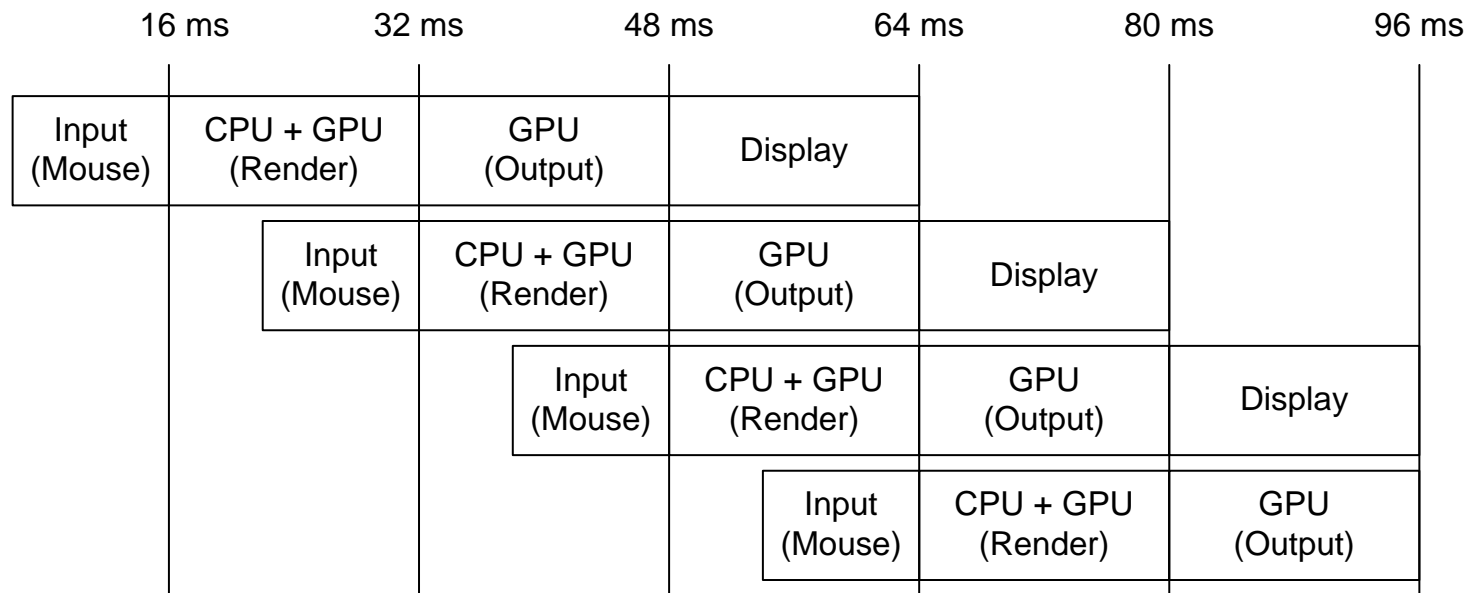 16 ms 32 ms 48 ms 64 ms 80 ms 96 ms
Input CPU + GPU GPU Display
(Mouse) (Render) (Output)
Input CPU + GPU GPU Display
(Mouse) (Render) (Output)
Input CPU + GPU GPU Display
(Mouse) (Render) (Output)
Input CPU + GPU GPU
(Mouse) (Render) (Output)